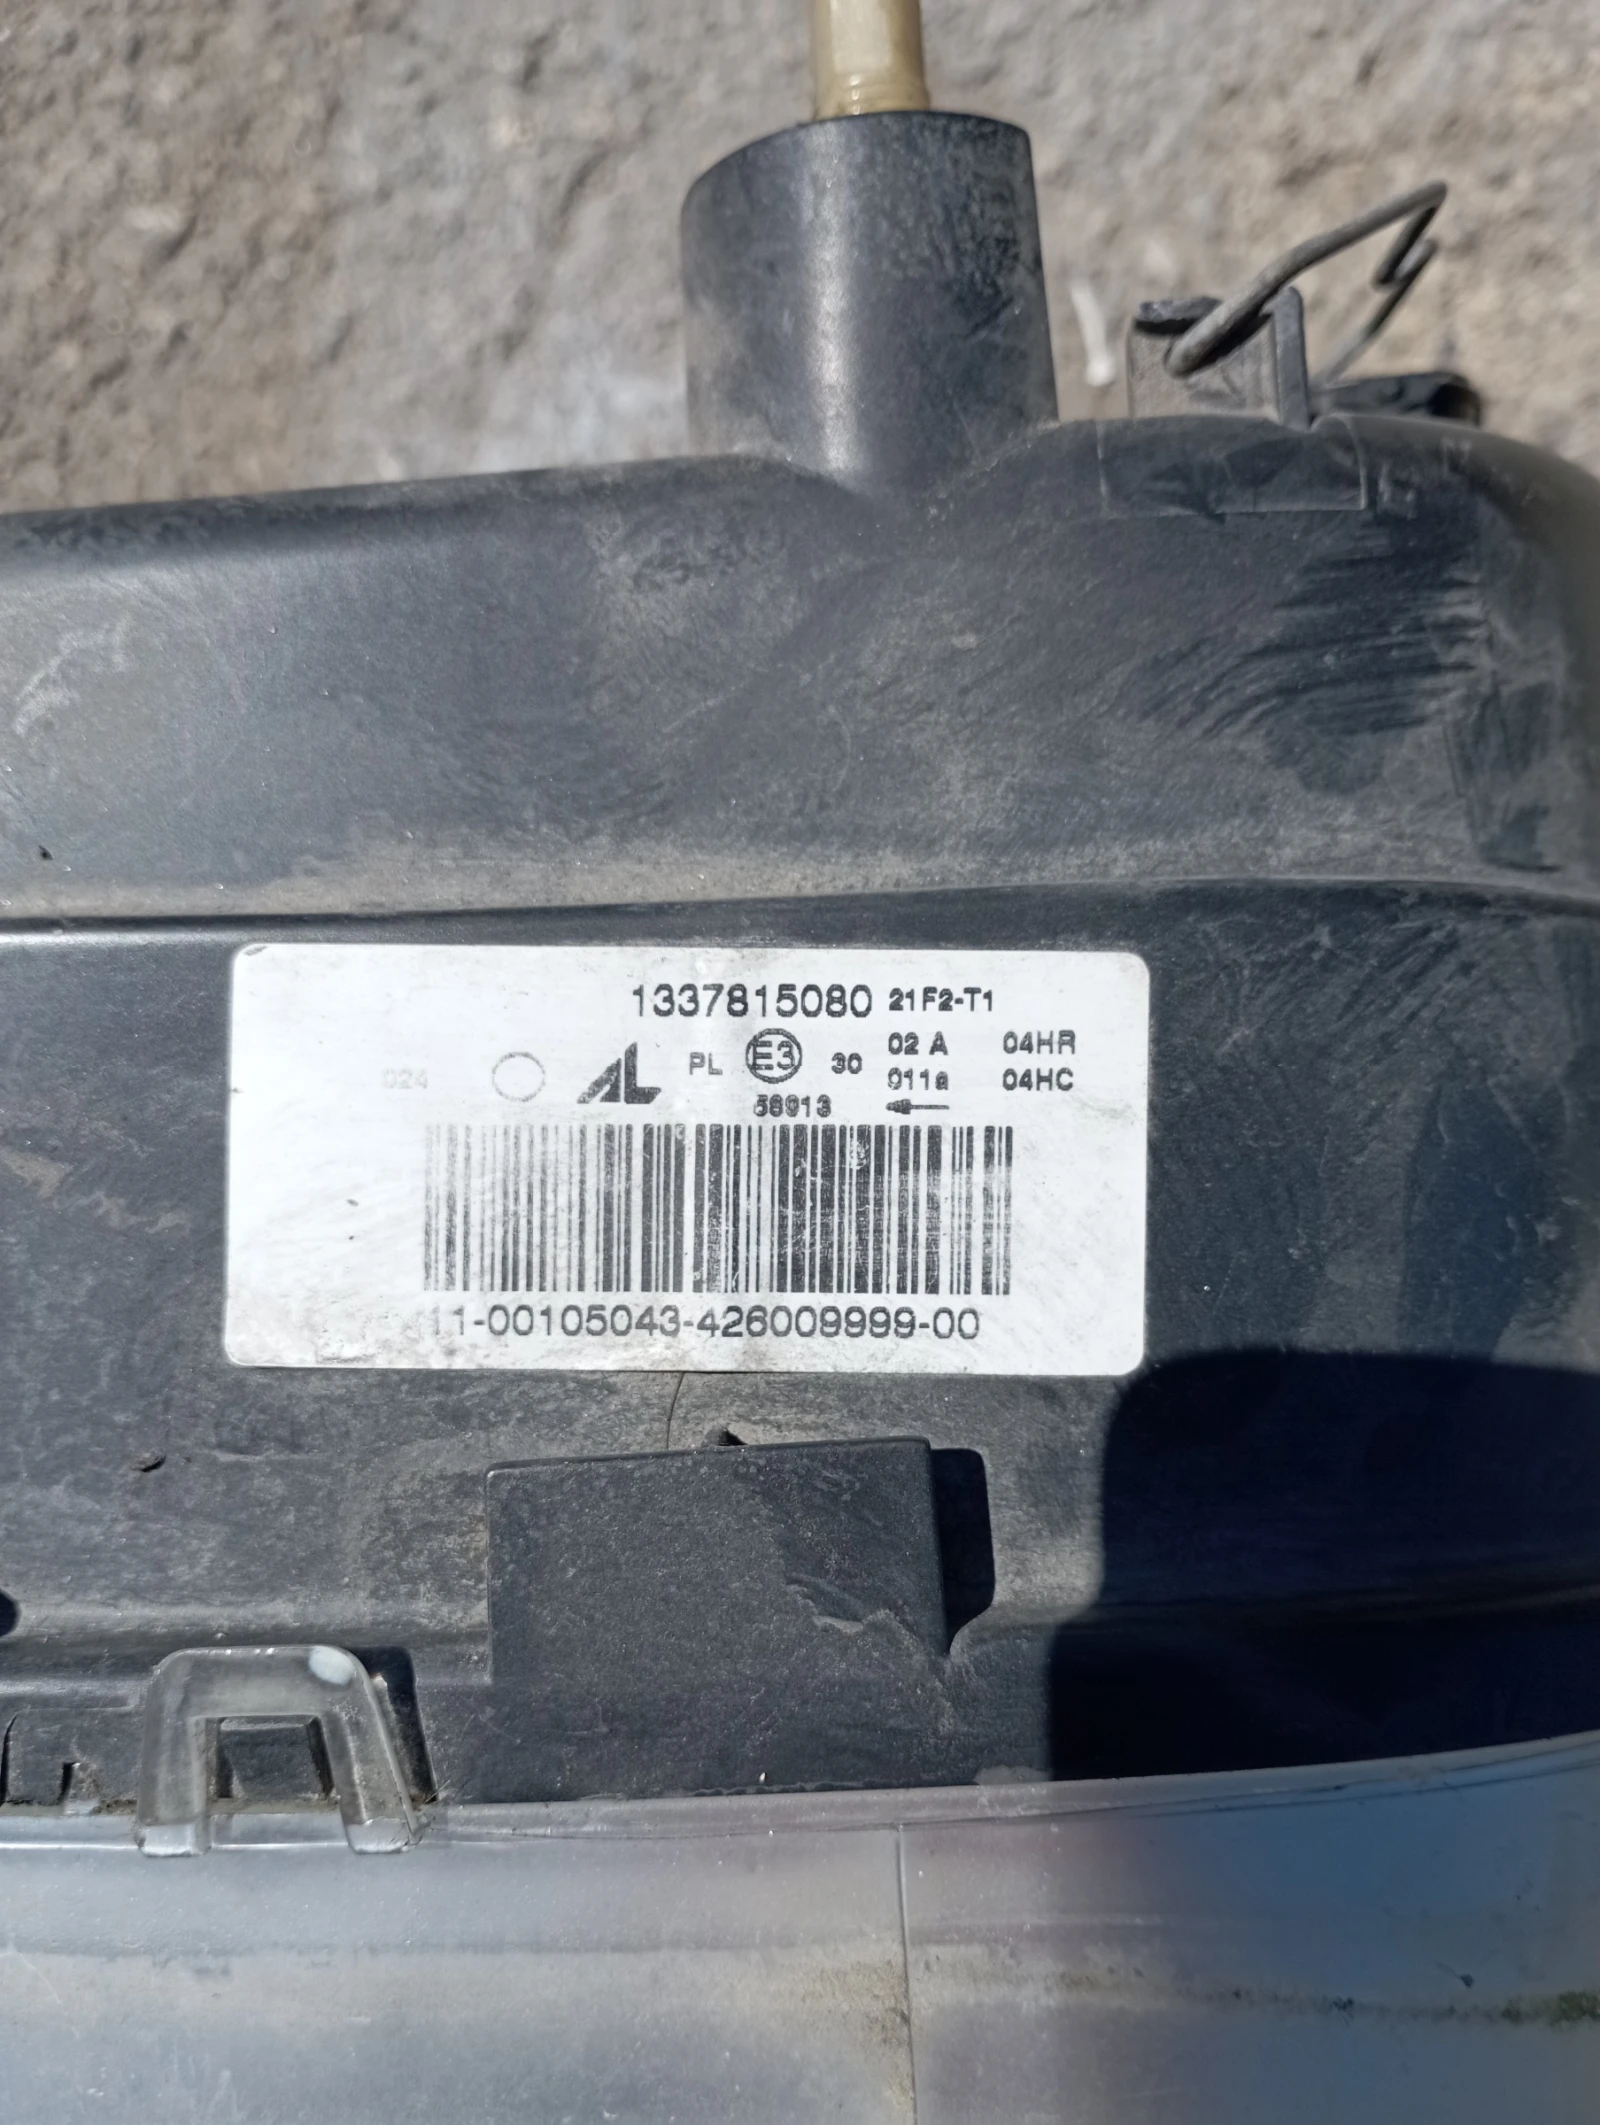 1337815080 21F2-T1
024 AL PL E3 30 02 A 04HR
011a 04HC
58913
11-00105043-426009999-00